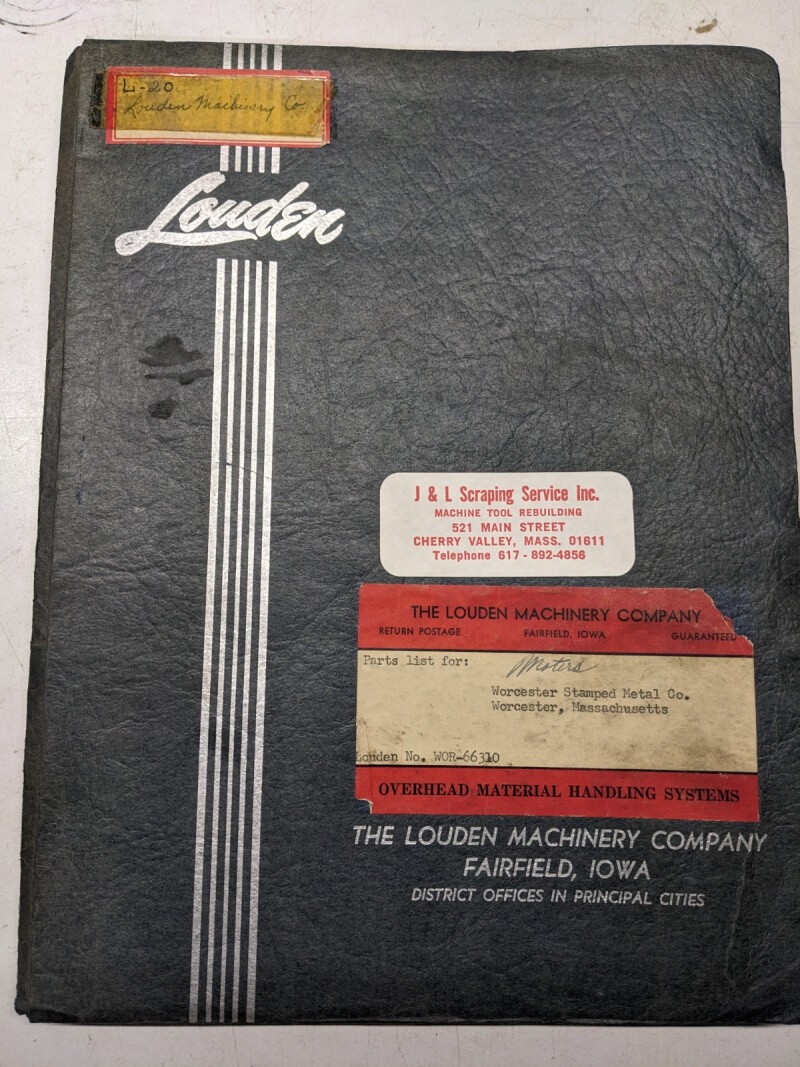 L-20
Louden Machinery Co.
Louden
J & L Scraping Service Inc.
MACHINE TOOL REBUILDING
521 MAIN STREET
CHERRY VALLEY, MASS. 01611
Telephone 617 - 892-4856
THE LOUDEN MACHINERY COMPANY
RETURN POSTAGE FAIRFIELD, IOWA GUARANTEED
Parts list for: Motors
Worcester Stamped Metal Co.
Worcester, Massachusetts
Louden No. WOR-66310
OVERHEAD MATERIAL HANDLING SYSTEMS
THE LOUDEN MACHINERY COMPANY
FAIRFIELD, IOWA
DISTRICT OFFICES IN PRINCIPAL CITIES